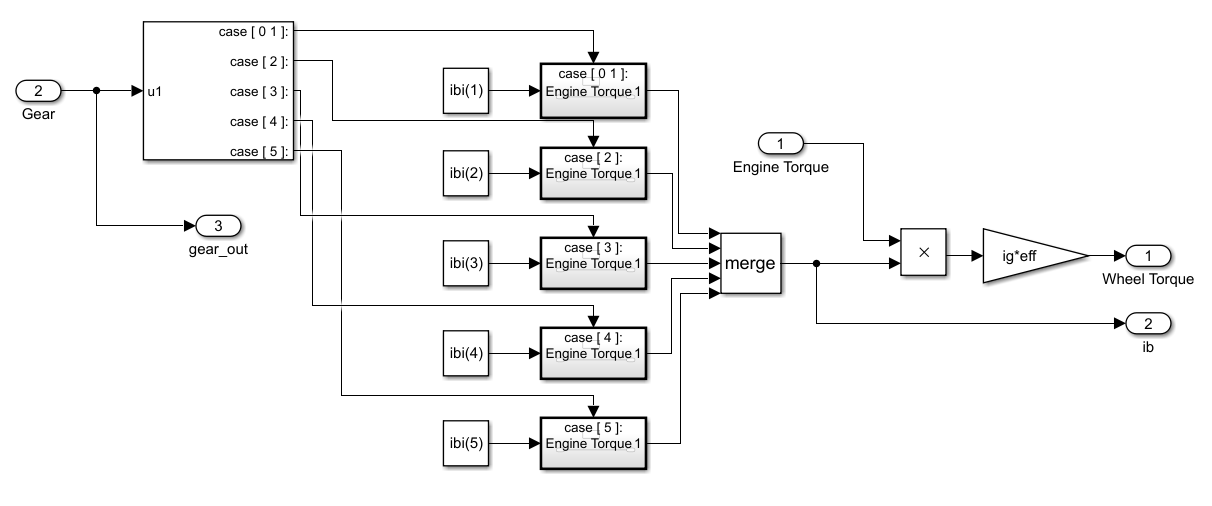 2
Gear
u1
case [ 0 1 ]:
case [ 2 ]:
case [ 3 ]:
case [ 4 ]:
case [ 5 ]:
3
gear_out
ibi(1)
case [ 0 1 ]:
Engine Torque 1
ibi(2)
case [ 2 ]:
Engine Torque 1
ibi(3)
case [ 3 ]:
Engine Torque 1
ibi(4)
case [ 4 ]:
Engine Torque 1
ibi(5)
case [ 5 ]:
Engine Torque 1
merge
1
Engine Torque
×
ig*eff
1
Wheel Torque
2
ib